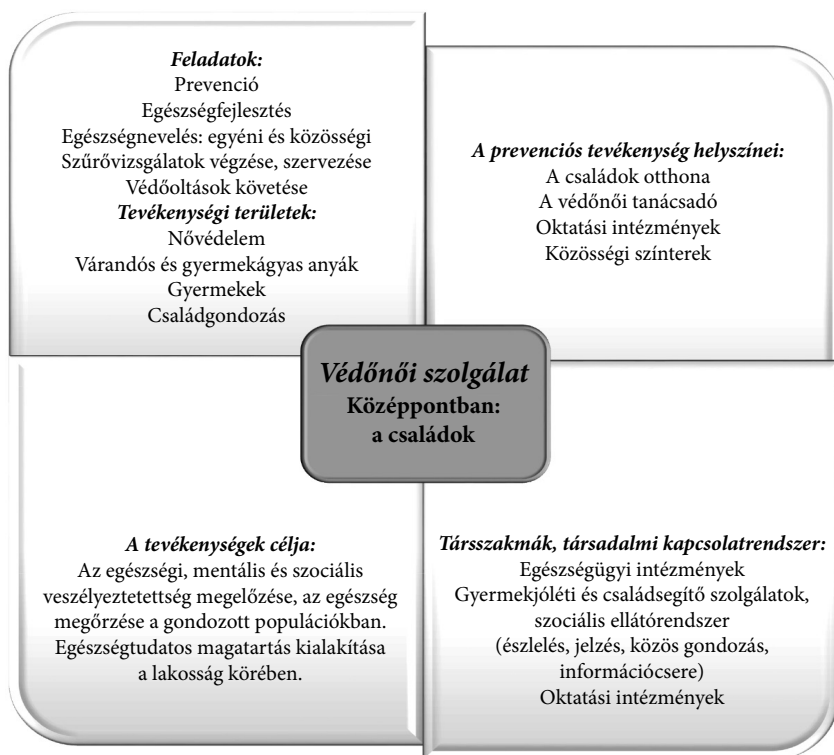 Feladatok:
Prevenció
Egészségfejlesztés
Egészségnevelés: egyéni és közösségi
Szűrővizsgálatok végzése, szervezése
Védőoltások követése
Tevékenységi területek:
Nővédelem
Várandós és gyermekágyas anyák
Gyermekek
Családgondozás
A prevenciós tevékenység helyszínei:
A családok otthona
A védőnői tanácsadó
Oktatási intézmények
Közösségi színterek
Védőnői szolgálat
Középpontban:
a családok
A tevékenységek célja:
Az egészségi, mentális és szociális
veszélyeztetettség megelőzése, az egészség
megőrzése a gondozott populációkban.
Egészségtudatos magatartás kialakítása
a lakosság körében.
Társszakmák, társadalmi kapcsolatrendszer:
Egészségügyi intézmények
Gyermekjóléti és családsegítő szolgálatok,
szociális ellátórendszer
(észlelés, jelzés, közös gondozás,
információcsere)
Oktatási intézmények